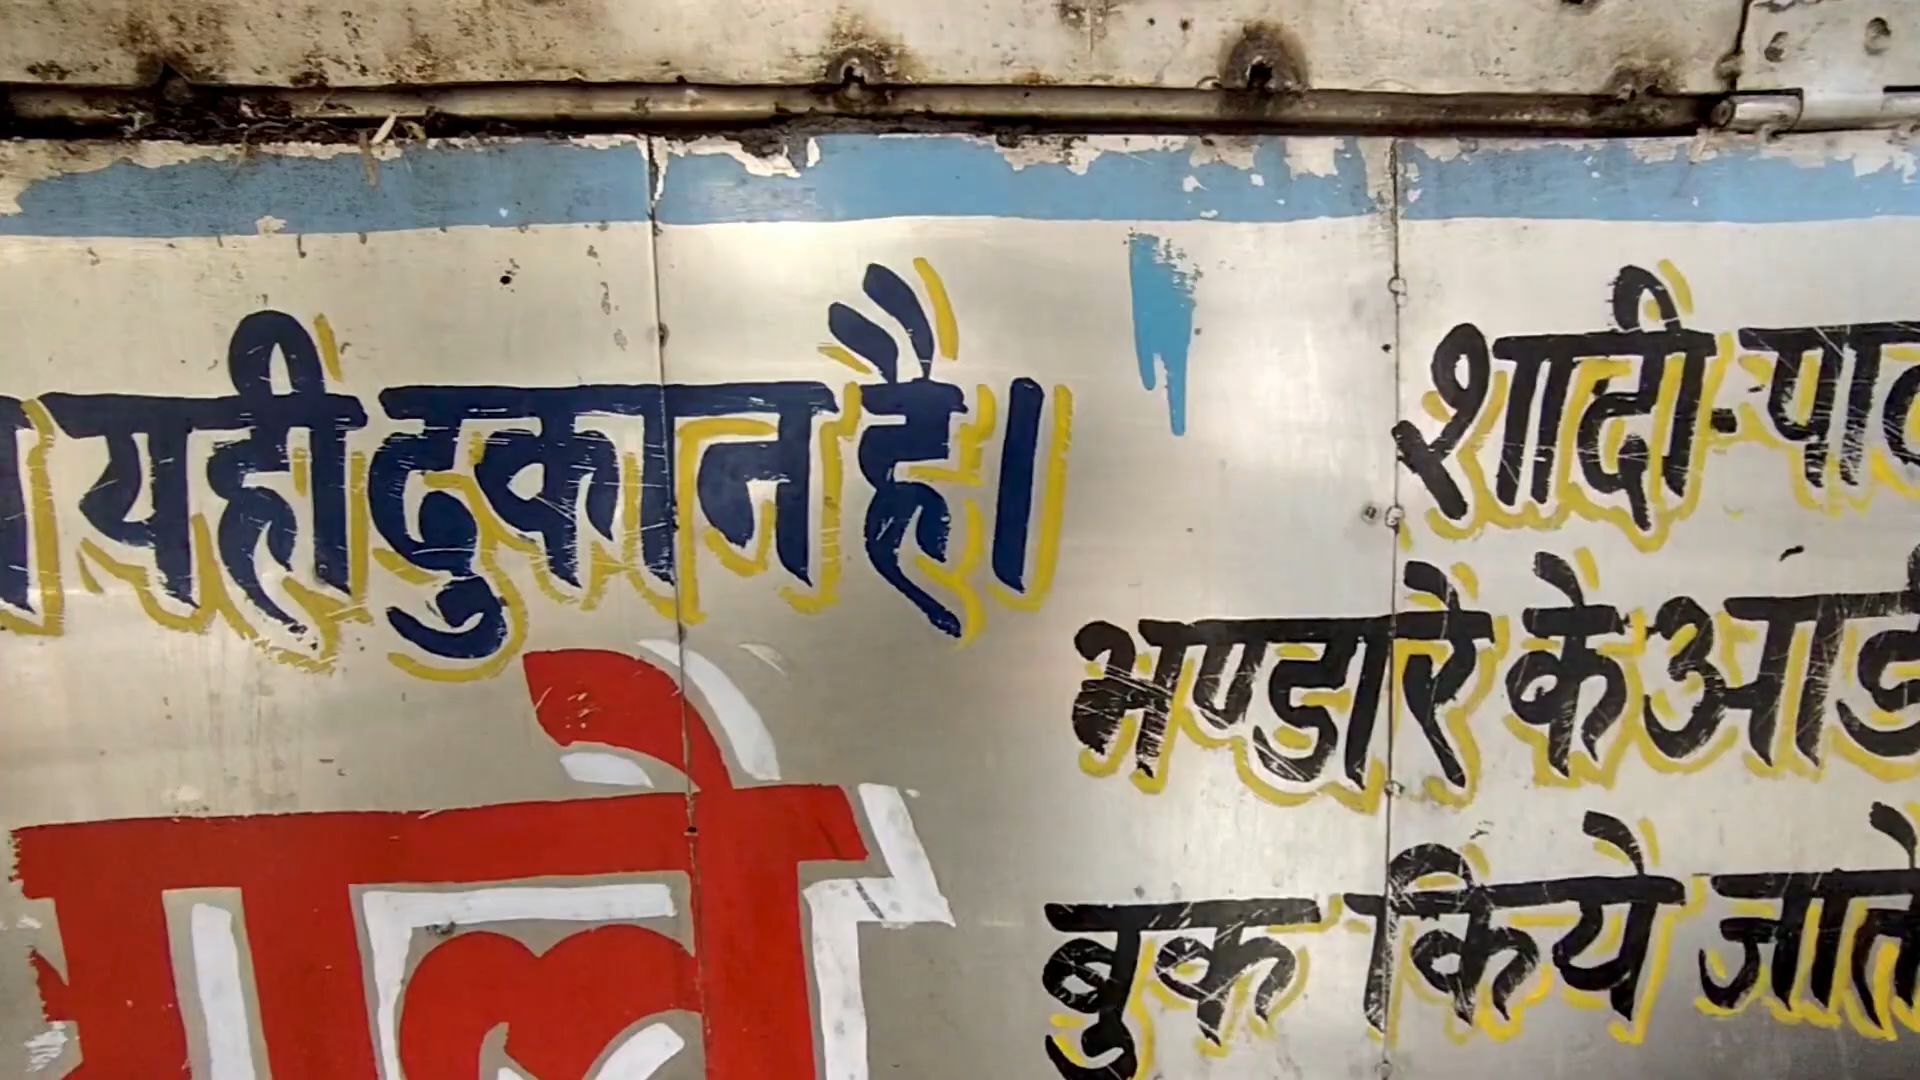 यही दुकान है।
शादी-पा
भण्डारे के
बुक किये जाते